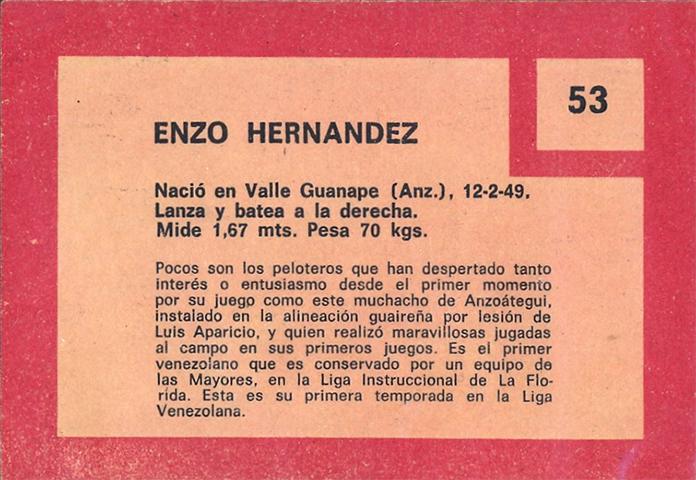 53
ENZO HERNANDEZ
Nació en Valle Guanape (Anz.), 12-2-49.
Lanza y batea a la derecha.
Mide 1,67 mts. Pesa 70 kgs.
Pocos son los peloteros que han despertado tanto
interés o entusiasmo desde el primer momento
por su juego como este muchacho de Anzoátegui,
instalado en la alineación guaireña por lesión de
Luis Aparicio, y quien realizó maravillosas jugadas
al campo en sus primeros juegos. Es el primer
venezolano que es conservado por un equipo de
las Mayores, en la Liga Instruccional de La Flo-
rida. Esta es su primera temporada en la Liga
Venezolana.